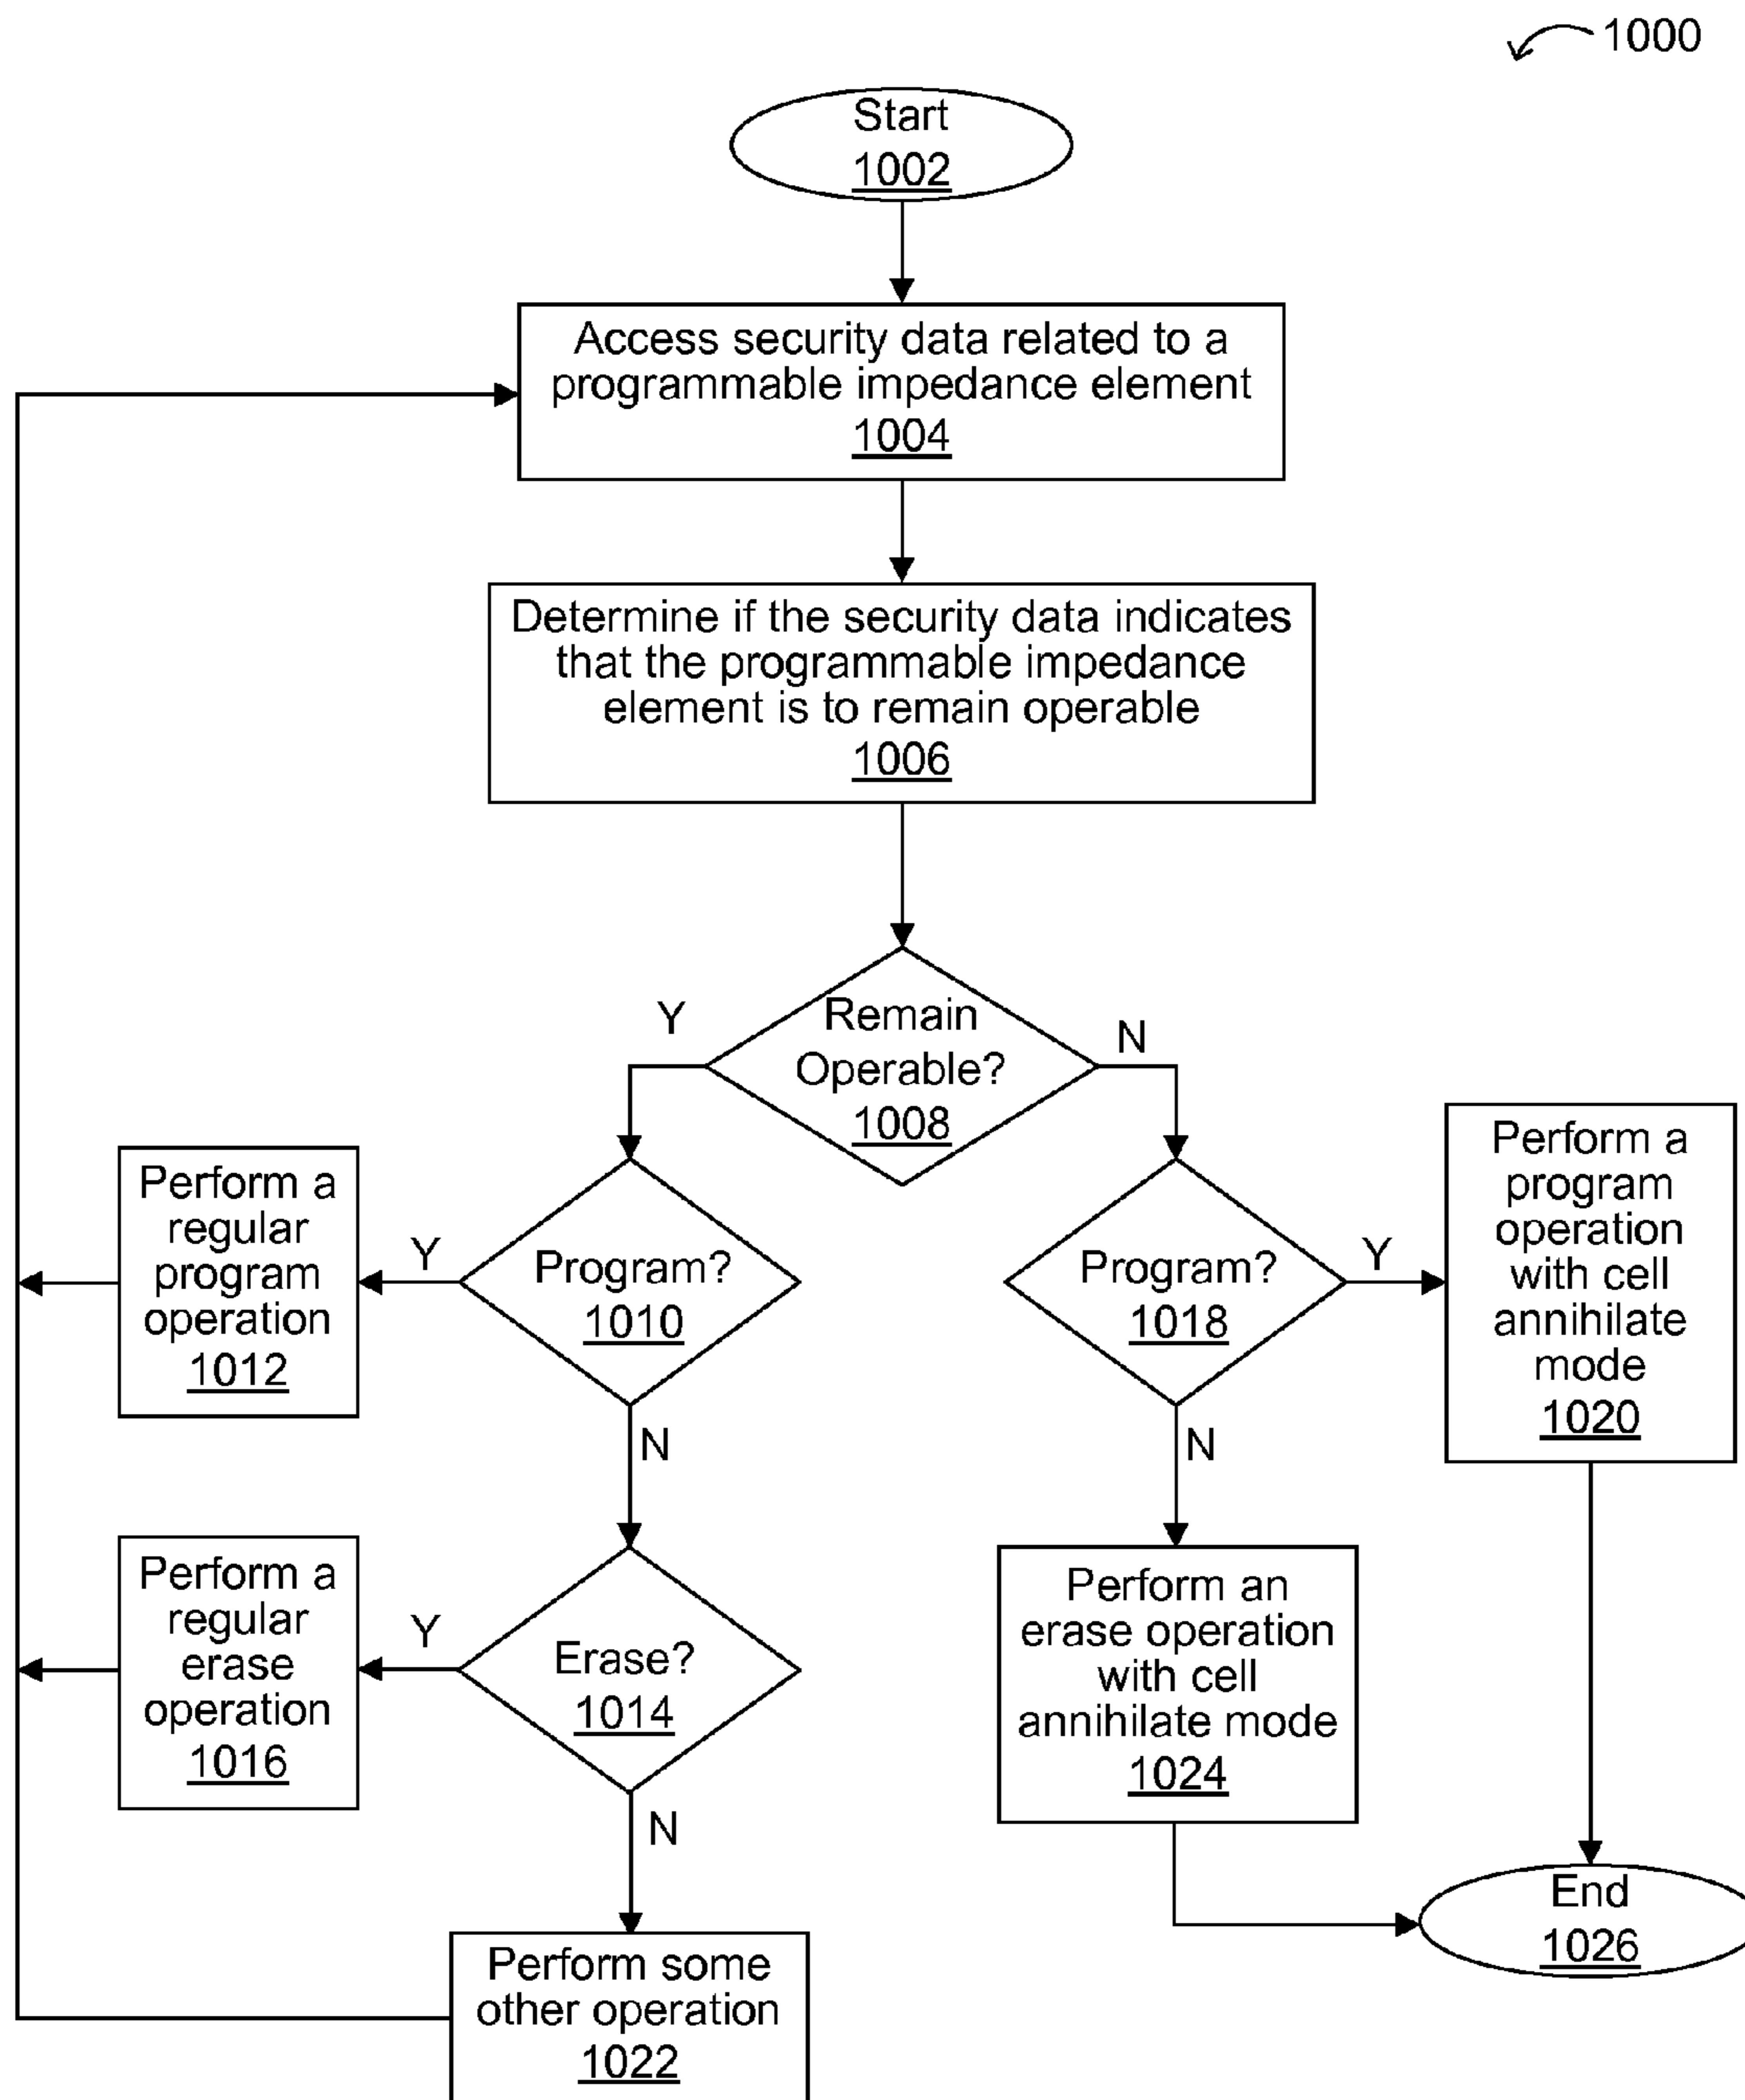 1000
Start
1002
Access security data related to a
programmable impedance element
1004
Determine if the security data indicates
that the programmable impedance
element is to remain operable
1006
Remain
Operable?
1008
Y
N
Program?
1010
Y
N
Perform a
regular
program
operation
1012
Program?
1018
Y
N
Perform a
program
operation
with cell
annihilate
mode
1020
Erase?
1014
Y
N
Perform a
regular
erase
operation
1016
Perform an
erase operation
with cell
annihilate mode
1024
Perform some
other operation
1022
End
1026